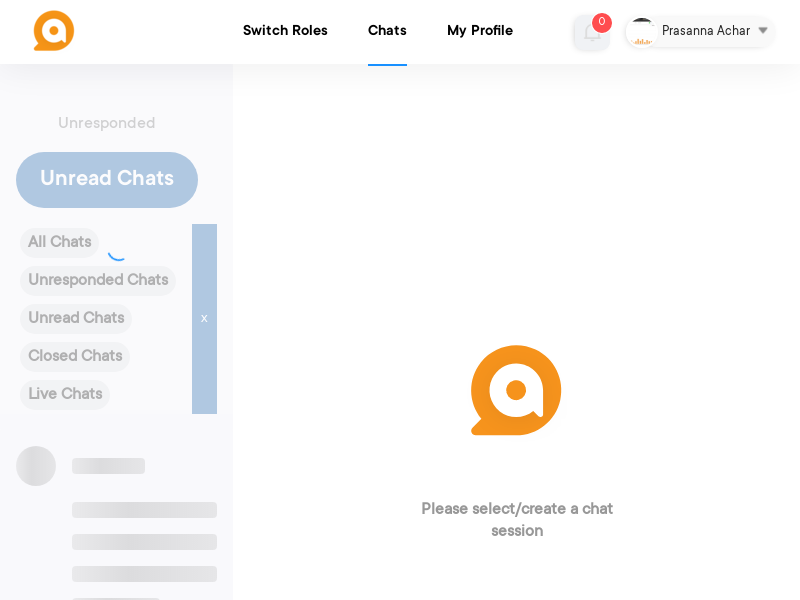 Switch Roles
Chats
My Profile
0
Prasanna Achar
Unresponded
Unread Chats
All Chats
Unresponded Chats
Unread Chats
x
Closed Chats
Live Chats
Please select/create a chat
session